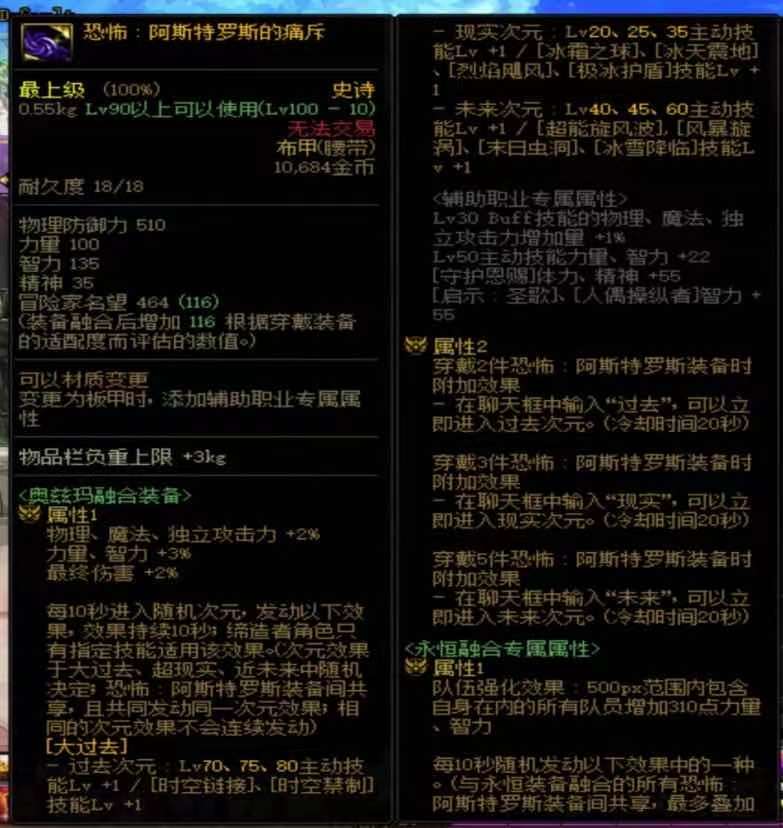 恐怖：阿斯特罗斯的痛斥
最上级 (100%)
史诗
0.55kg Lv90以上可以使用(Lv100 - 10)
无法交易
布甲(腰带)
10,684金币
耐久度 18/18
物理防御力 510
力量 100
智力 135
精神 35
冒险家名望 464 (116)
(装备融合后增加 116 根据穿戴装备
的适配度而评估的数值。)
可以材质变更
变更为板甲时，添加辅助职业专属属
性
物品栏负重上限 +3kg
<奥兹玛融合装备>
属性1
物理、魔法、独立攻击力 +2%
力量、智力 +3%
最终伤害 +2%
每10秒进入随机次元，发动以下效
果，效果持续10秒；缔造者角色只
有指定技能适用该效果。(次元效果
于大过去、超现实、近未来中随机
决定；恐怖：阿斯特罗斯装备间共
享，且共同发动同一次元效果；相
同的次元效果不会连续发动)
[大过去]
- 过去次元：Lv70、75、80主动技
能Lv +1 / [时空链接]、[时空禁制]
技能Lv +1
- 现实次元：Lv20、25、35主动技
能Lv +1 / [冰霜之球]、[冰天震地]
、[烈焰飓风]、[极冰护盾]技能Lv +
1
- 未来次元：Lv40、45、60主动技
能Lv +1 / [超能旋风波]、[风暴旋
涡]、[末日虫洞]、[冰雪降临]技能L
v +1
<辅助职业专属属性>
Lv30 Buff技能的物理、魔法、独
立攻击力增加量 +1%
Lv50主动技能力量、智力 +22
[守护恩赐]体力、精神 +55
[启示：圣歌]、[人偶操纵者]智力 +
55
属性2
穿戴2件恐怖：阿斯特罗斯装备时
附加效果
- 在聊天框中输入“过去”，可以立
即进入过去次元。(冷却时间20秒)
穿戴3件恐怖：阿斯特罗斯装备时
附加效果
- 在聊天框中输入“现实”，可以立
即进入现实次元。(冷却时间20秒)
穿戴5件恐怖：阿斯特罗斯装备时
附加效果
- 在聊天框中输入“未来”，可以立
即进入未来次元。(冷却时间20秒)
<永恒融合专属属性>
属性1
队伍强化效果：500px范围内包含
自身在内的所有队员增加310点力量
、智力
每10秒随机发动以下效果中的一种
。(与永恒装备融合的所有恐怖：
阿斯特罗斯装备间共享，最多叠加